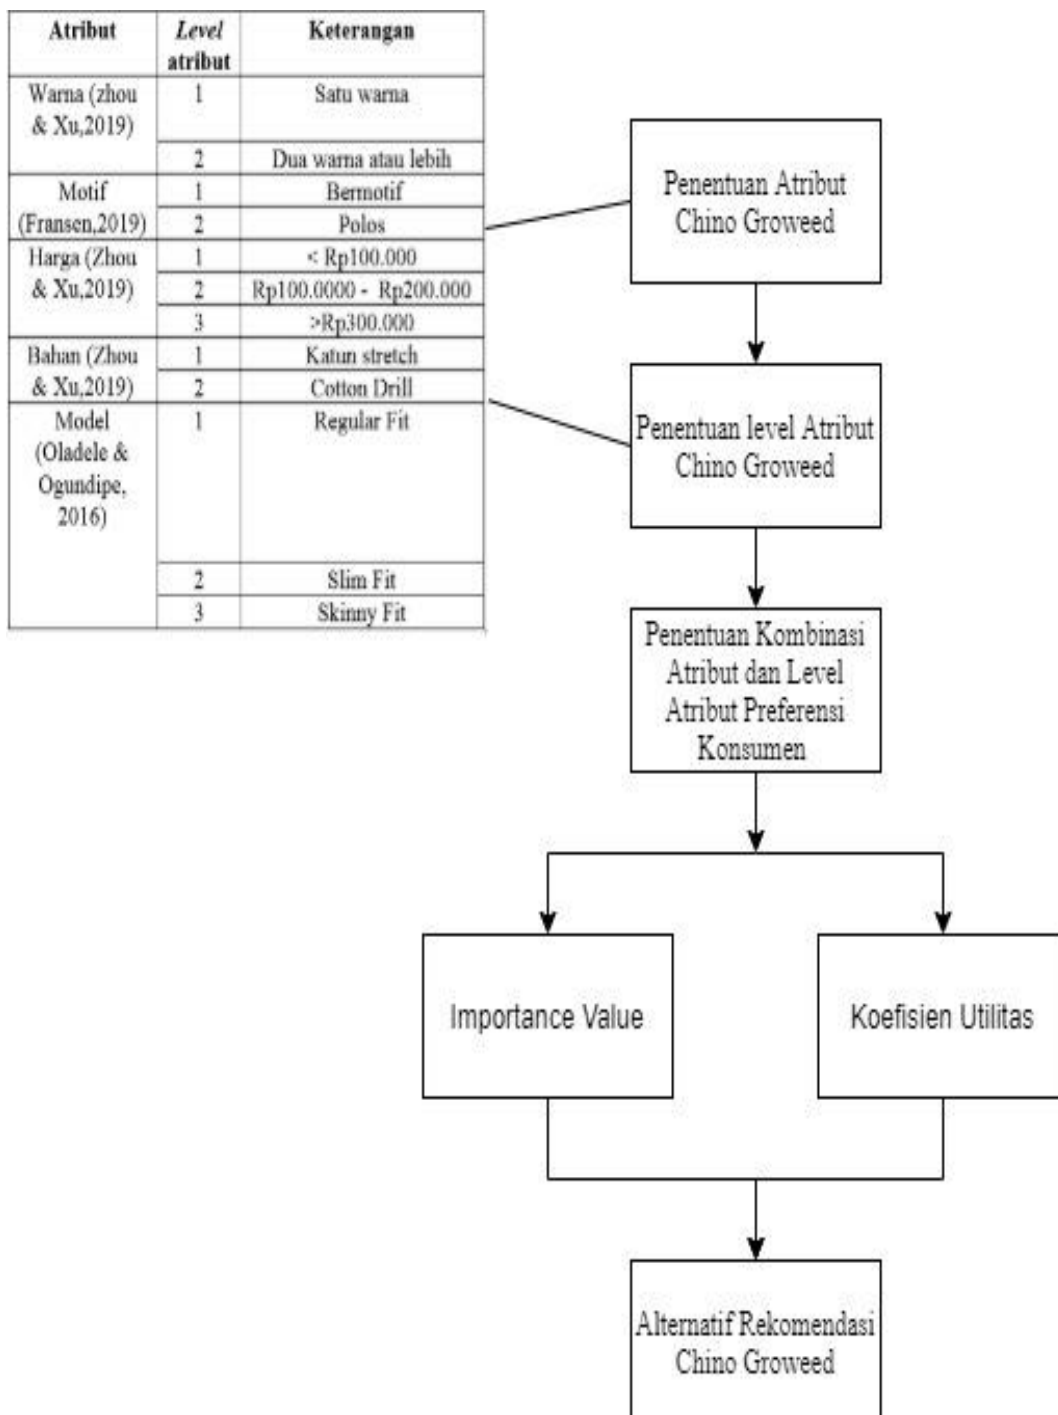 Atribut Level Keterangan
atribut
Warna (zhou 1 Satu warna
& Xu,2019)
2 Dua warna atau lebih
Motif 1 Bermotif
(Fransen,2019) 2 Polos
Harga (Zhou 1 < Rp100.000
& Xu,2019) 2 Rp100.0000 - Rp200.000
3 >Rp300.000
Bahan (Zhou 1 Katun stretch
& Xu,2019) 2 Cotton Drill
Model 1 Regular Fit
(Oladele &
Ogundipe,
2016)
2 Slim Fit
3 Skinny Fit
Penentuan Atribut
Chino Groweed
Penentuan level Atribut
Chino Groweed
Penentuan Kombinasi
Atribut dan Level
Atribut Preferensi
Konsumen
Importance Value
Koefisien Utilitas
Alternatif Rekomendasi
Chino Groweed